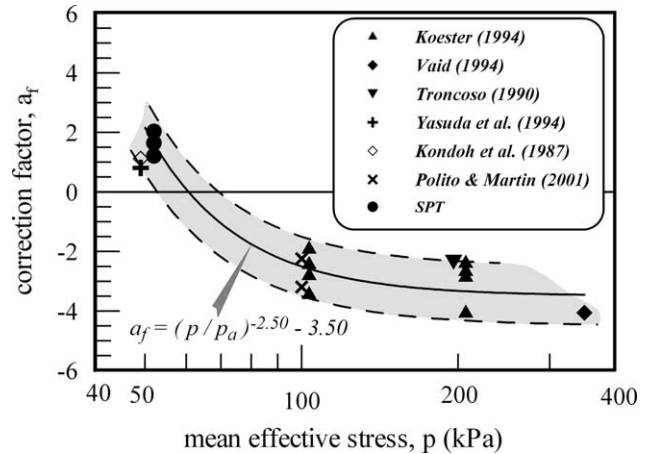 6
4
2
0
-2
-4
-6
correction factor, af
Koester (1994)
Vaid (1994)
Troncoso (1990)
Yasuda et al. (1994)
Kondoh et al. (1987)
Polito & Martin (2001)
SPT
af = (p/pa)-2.50 - 3.50
40 50 100 200 400
mean effective stress, p (kPa)